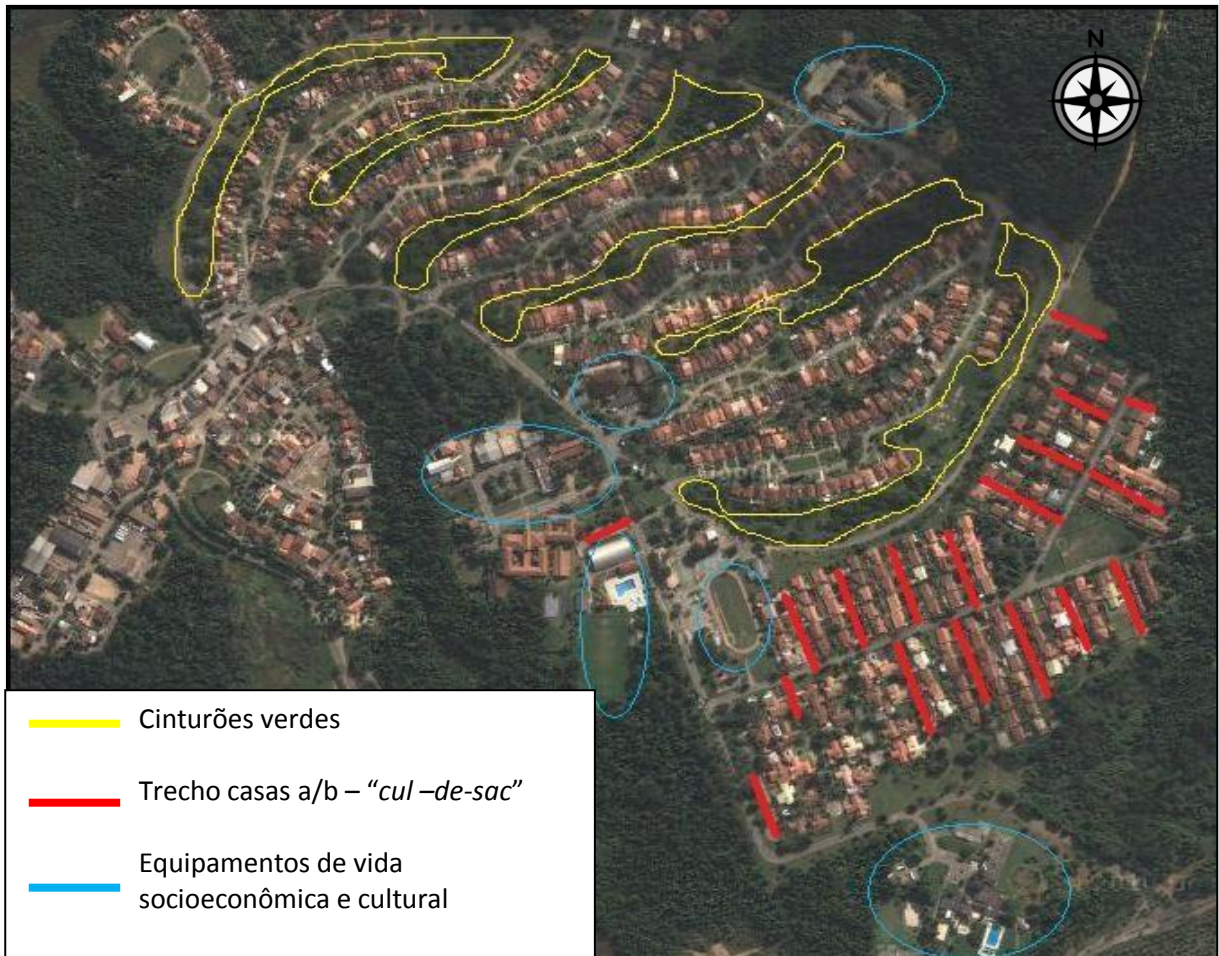 N
Cinturões verdes
Trecho casas a/b – “cul –de-sac”
Equipamentos de vida
socioeconômica e cultural